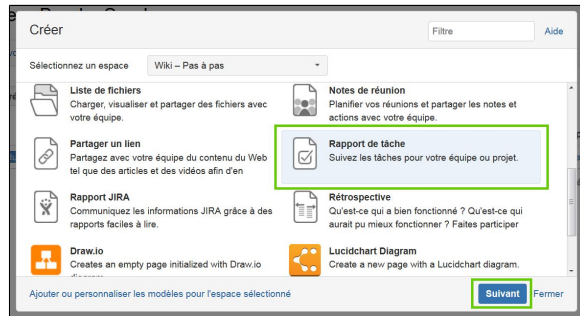 Créer
Filtre
Aide
Sélectionnez un espace
Wiki – Pas à pas
Liste de fichiers
Charger, visualiser et partager des fichiers avec
votre équipe.
Notes de réunion
Planifier vos réunions et partager les notes et
actions avec votre équipe.
Partager un lien
Partagez avec votre équipe du contenu du Web
tel que des articles et des vidéos afin d'en
Rapport de tâche
Suivez les tâches pour votre équipe ou projet.
Rapport JIRA
Communiquez les informations JIRA grâce à des
rapports faciles à lire.
Rétrospective
Qu'est-ce qui a bien fonctionné ? Qu'est-ce qui
aurait pu mieux fonctionner ? Faites participer
Draw.io
Creates an empty page initialized with Draw.io
diagram
Lucidchart Diagram
Create a new page with a Lucidchart diagram.
Ajouter ou personnaliser les modèles pour l'espace sélectionné
Suivant
Fermer